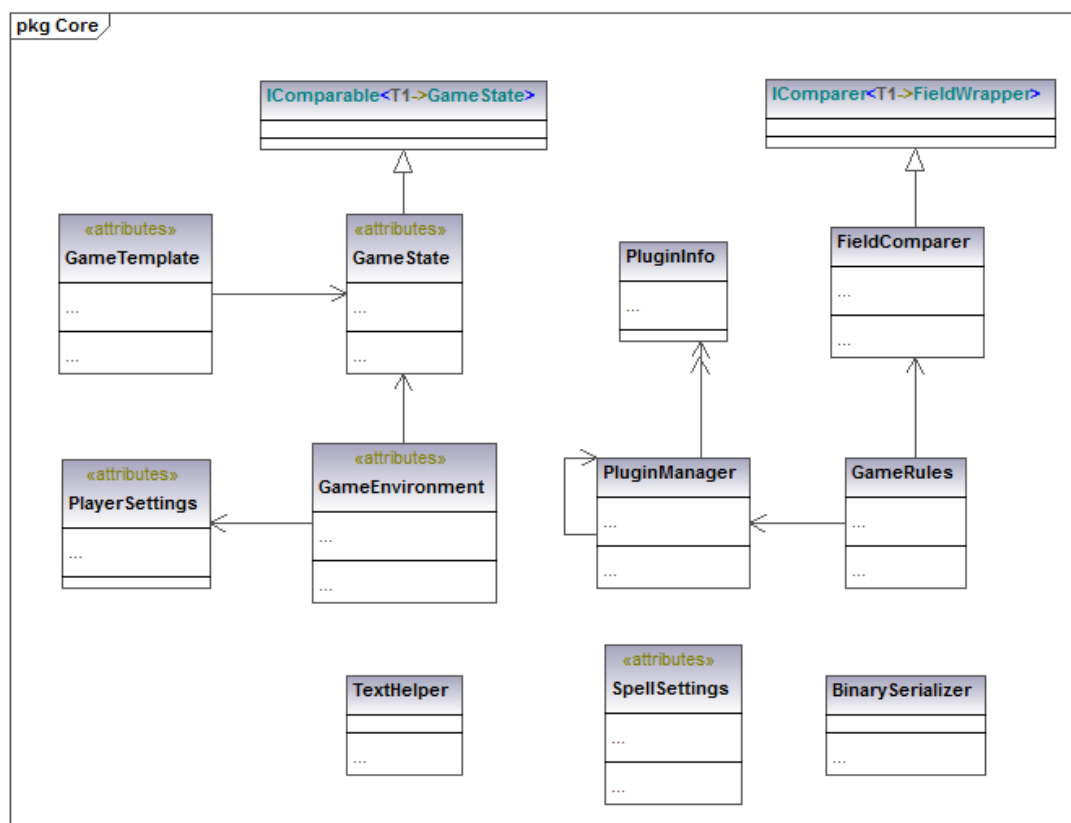 pkg Core
IComparable<T1->GameState>
IComparer<T1->FieldWrapper>
«attributes»
GameTemplate
...
...
«attributes»
GameState
...
...
PluginInfo
...
FieldComparer
...
...
«attributes»
PlayerSettings
...
«attributes»
GameEnvironment
...
...
PluginManager
...
...
GameRules
...
...
TextHelper
...
«attributes»
SpellSettings
...
...
BinarySerializer
...